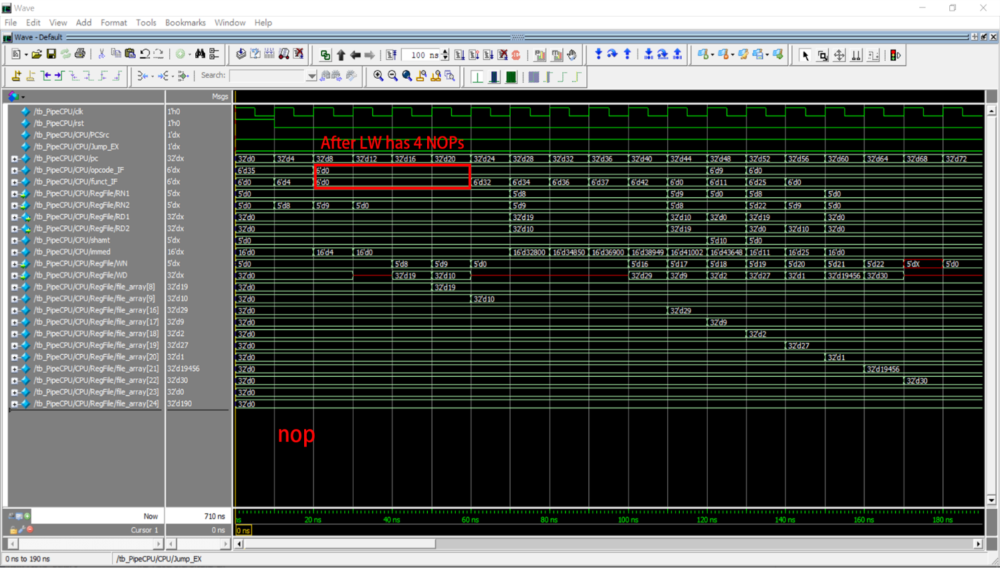 Wave
File Edit View Add Format Tools Bookmarks Window Help
Wave - Default
100 ns
Search:
Msgs
/tb_PipeCPU/clk 1'h0
/tb_PipeCPU/rst 1'h0
/tb_PipeCPU/CPU/PCSrc 1'dx
/tb_PipeCPU/CPU/Jump_EX 1'dx
After LW has 4 NOPs
/tb_PipeCPU/CPU/pc 32'dx 32'd0 32'd4 32'd8 32'd12 32'd16 32'd20 32'd24 32'd28 32'd32 32'd36 32'd40 32'd44 32'd48 32'd52 32'd56 32'd60 32'd64 32'd68 32'd72
/tb_PipeCPU/CPU/opcode_IF 6'dx 6'd35 6'd0 6'd9 6'd0
/tb_PipeCPU/CPU/funct_IF 6'dx 6'd0 6'd4 6'd0 6'd32 6'd34 6'd36 6'd37 6'd42 6'd0 6'd11 6'd25 6'd0
/tb_PipeCPU/CPU/RegFile/RN1 5'dx 5'd0 5'd8 5'd9 5'd0 5'd8 5'd0
/tb_PipeCPU/CPU/RegFile/RN2 5'dx 5'd0 5'd8 5'd9 5'd0 5'd9 5'd8 5'd22 5'd9 5'd0
/tb_PipeCPU/CPU/RegFile/RD1 32'dx 32'd0 32'd19 32'd10 32'd0 32'd19 32'd0
/tb_PipeCPU/CPU/RegFile/RD2 32'dx 32'd0 32'd10 32'd19 32'd0 32'd10 32'd0
/tb_PipeCPU/CPU/shamt 5'dx 5'd0 5'd10 5'd0
/tb_PipeCPU/CPU/immed 16'dx 16'd0 16'd4 16'd0 16'd32800 16'd34850 16'd36900 16'd38949 16'd41002 16'd43648 16'd11 16'd25 16'd0
/tb_PipeCPU/CPU/RegFile/WN 5'dx 5'd0 5'd8 5'd9 5'd0 5'd16 5'd17 5'd18 5'd19 5'd20 5'd21 5'd22 5'dX 5'd0
/tb_PipeCPU/CPU/RegFile/WD 32'dx 32'd0 32'd19 32'd10 32'd29 32'd9 32'd2 32'd27 32'd1 32'd19456 32'd30
/tb_PipeCPU/CPU/RegFile/file_array[8] 32'd19 32'd0 32'd19
/tb_PipeCPU/CPU/RegFile/file_array[9] 32'd10 32'd0 32'd10
/tb_PipeCPU/CPU/RegFile/file_array[16] 32'd29 32'd0 32'd29
/tb_PipeCPU/CPU/RegFile/file_array[17] 32'd9 32'd0 32'd9
/tb_PipeCPU/CPU/RegFile/file_array[18] 32'd2 32'd0 32'd2
/tb_PipeCPU/CPU/RegFile/file_array[19] 32'd27 32'd0 32'd27
/tb_PipeCPU/CPU/RegFile/file_array[20] 32'd1 32'd0 32'd1
/tb_PipeCPU/CPU/RegFile/file_array[21] 32'd19456 32'd0 32'd19456
/tb_PipeCPU/CPU/RegFile/file_array[22] 32'd30 32'd0 32'd30
/tb_PipeCPU/CPU/RegFile/file_array[23] 32'd0 32'd0
/tb_PipeCPU/CPU/RegFile/file_array[24] 32'd190 32'd0
nop
Now 710 ns ns 20 ns 40 ns 60 ns 80 ns 100 ns 120 ns 140 ns 160 ns 180 ns
Cursor 1 0 ns 0 ns
0 ns to 190 ns /tb_PipeCPU/CPU/Jump_EX